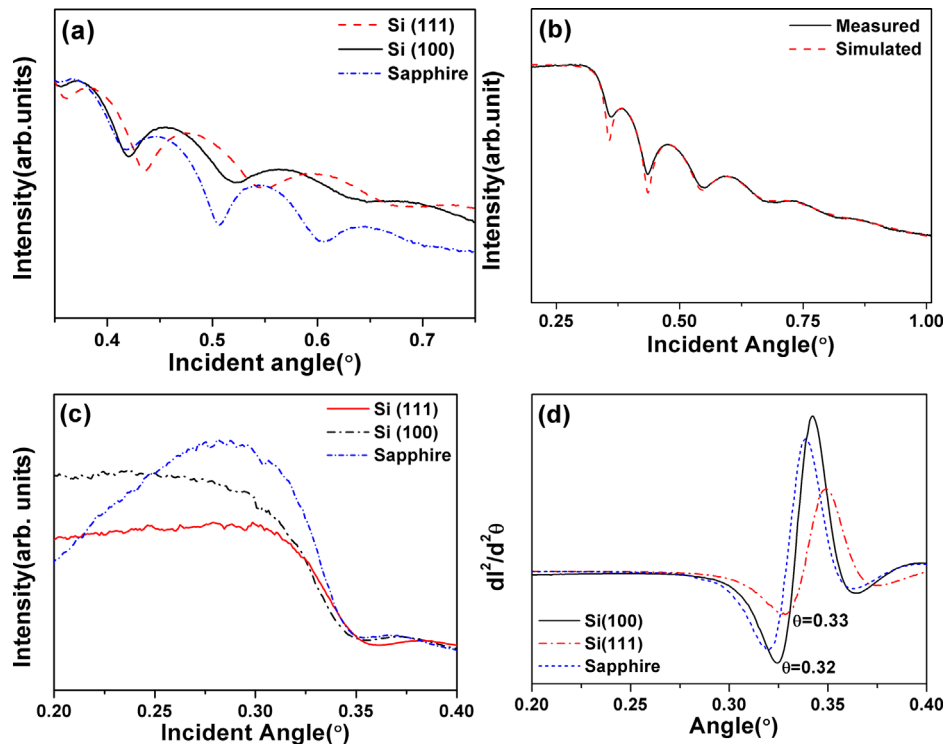 (a)
Si (111)
Si (100)
Sapphire
Intensity(arb.units)
0.4 0.5 0.6 0.7
Incident angle(°)
(b)
Measured
Simulated
Intensity(arb.unit)
0.25 0.50 0.75 1.00
Incident Angle(°)
(c)
Si (111)
Si (100)
Sapphire
Intensity(arb. units)
0.20 0.25 0.30 0.35 0.40
Incident Angle(°)
(d)
dI²/d²θ
Si(100)
Si(111)
Sapphire
θ=0.33
θ=0.32
0.20 0.25 0.30 0.35 0.40
Angle(°)